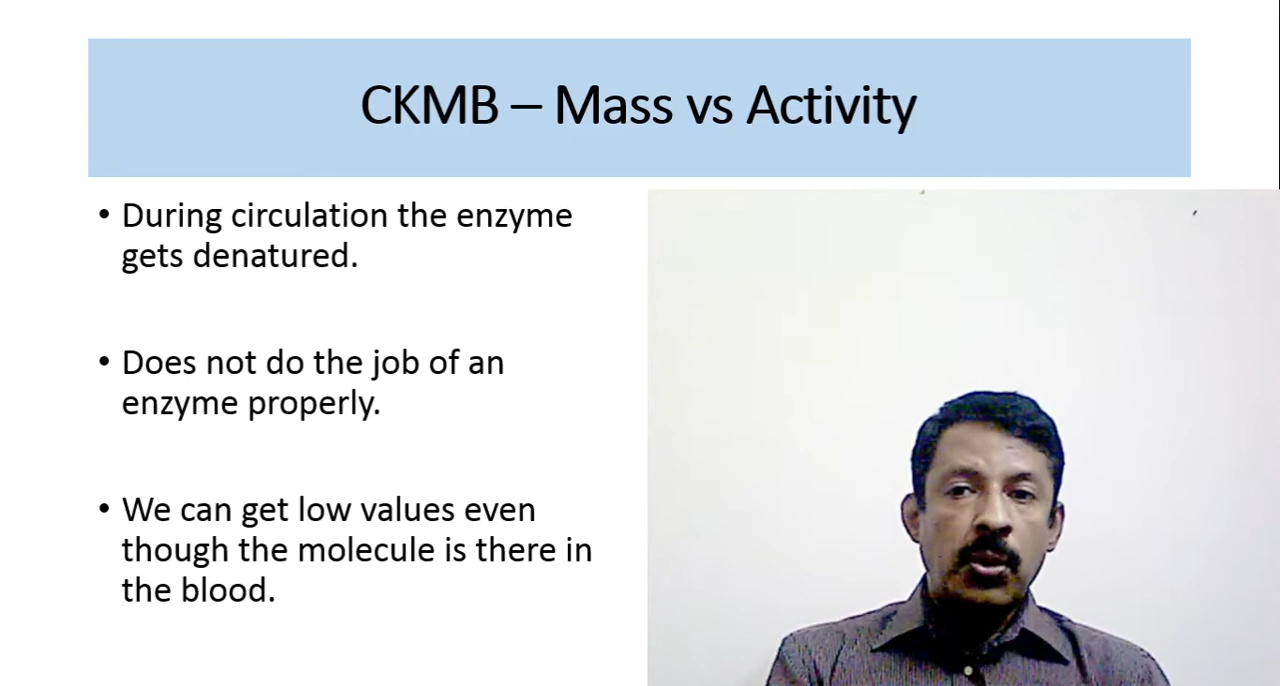 CKMB – Mass vs Activity
• During circulation the enzyme
gets denatured.
• Does not do the job of an
enzyme properly.
• We can get low values even
though the molecule is there in
the blood.